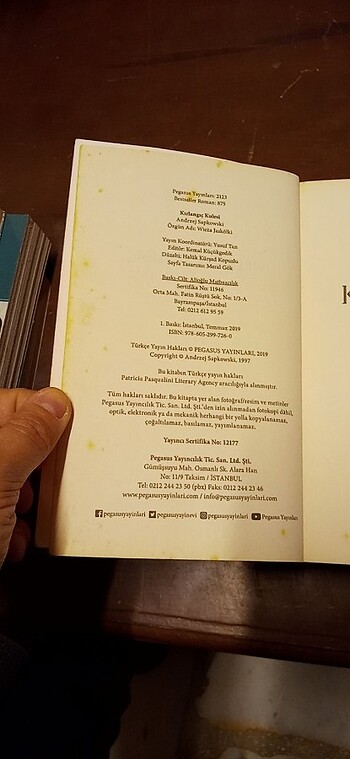 Pegasus Yayınları: 2123
Bestseller Roman: 875
Kırlangıç Kulesi
Andrzej Sapkowski
Özgün Adı: Wieża Jaskółki
Yayın Koordinatörü: Yusuf Tan
Editör: Kemal Küçükgedik
Düzelti: Haluk Kürşad Kopuzlu
Sayfa Tasarımı: Meral Gök
Baskı-Cilt: Alioğlu Matbaacılık
Sertifika No: 11946
Orta Mah. Fatin Rüştü Sok. No: 1/3-A
Bayrampaşa/İstanbul
Tel: 0212 612 95 59
1. Baskı: İstanbul, Temmuz 2019
ISBN: 978-605-299-726-0
Türkçe Yayın Hakları © PEGASUS YAYINLARI, 2019
Copyright © Andrzej Sapkowski, 1997
Bu kitabın Türkçe yayın hakları
Patricia Pasqualini Literary Agency aracılığıyla alınmıştır.
Tüm hakları saklıdır. Bu kitapta yer alan fotoğraf/resim ve metinler
Pegasus Yayıncılık Tic. San. Ltd. Şti.'den izin alınmadan fotokopi dâhil,
optik, elektronik ya da mekanik herhangi bir yolla kopyalanamaz,
çoğaltılamaz, basılamaz, yayımlanamaz.
Yayıncı Sertifika No: 12177
Pegasus Yayıncılık Tic. San. Ltd. Şti.
Gümüşsuyu Mah. Osmanlı Sk. Alara Han
No: 11/9 Taksim / İSTANBUL
Tel: 0212 244 23 50 (pbx) Faks: 0212 244 23 46
www.pegasusyayinlari.com / info@pegasusyayinlari.com
pegasusyayinlari pegasusyayinevi pegasusyayinlari Pegasus Yayınları